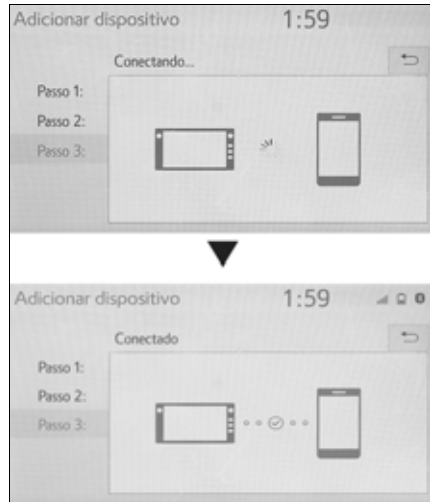 Adicionar dispositivo 1:59
Conectando...
Passo 1:
Passo 2:
Passo 3:
Adicionar dispositivo 1:59
Conectado
Passo 1:
Passo 2:
Passo 3: